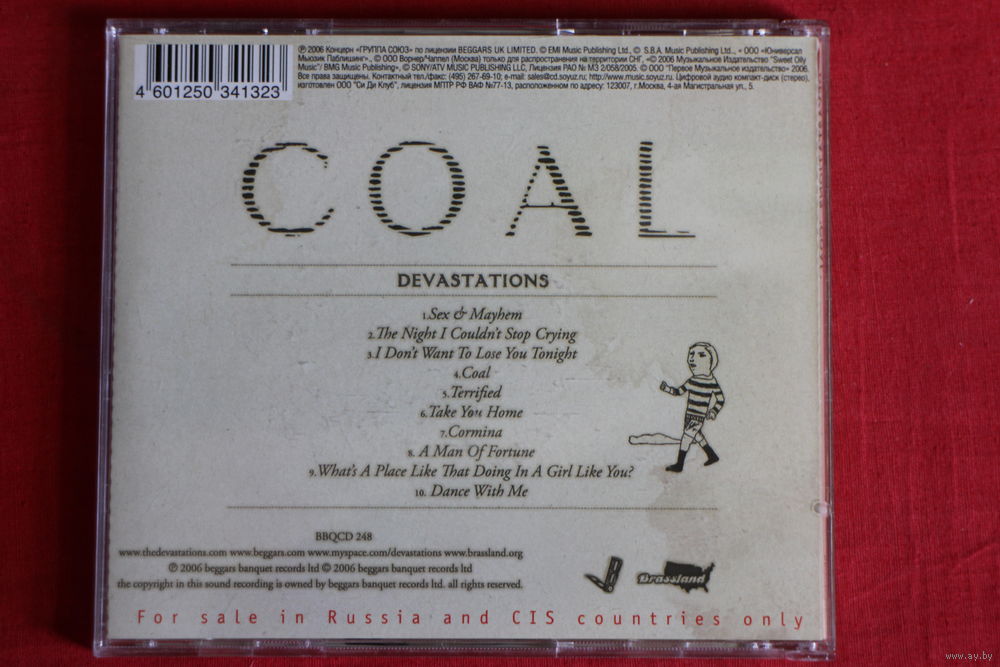 ℗ 2006 Концерн «ГРУППА СОЮЗ» по лицензии BEGGARS UK LIMITED. © EMI Music Publishing Ltd., © S.B.A. Music Publishing Ltd., © ООО «Юниверсал
Мьюзик Паблишинг», © ООО Ворнер/Чаппел (Москва) только для распространения на территории СНГ, «© 2006 Музыкальное Издательство "Sweet Oily
Music"/ BMG Music Publishing», © SONY/ATV MUSIC PUBLISHING LLC, Лицензия РАО № МЗ 2/058/2005. © ООО "Первое Музыкальное Издательство" 2006.
Все права защищены. Контактный тел./факс: (495) 267-69-10; e-mail: sales@cd.soyuz.ru; http://www.music.soyuz.ru. Цифровой аудио компакт-диск (стерео),
изготовлен ООО "Си Ди Клуб", лицензия МПТР РФ ВАФ №77-13, расположенном по адресу: 123007, г.Москва, 4-ая Магистральная ул., 5.
4 601250 341323
COAL
DEVASTATIONS
1.Sex & Mayhem
2.The Night I Couldn't Stop Crying
3.I Don't Want To Lose You Tonight
4.Coal
5.Terrified
6.Take You Home
7.Cormina
8. A Man Of Fortune
9.What's A Place Like That Doing In A Girl Like You?
10. Dance With Me
BBQCD 248
www.thedevastations.com www.beggars.com www.myspace.com/devastations www.brassland.org
℗ 2006 beggars banquet records ltd © 2006 beggars banquet records ltd
the copyright in this sound recording is owned by beggars banquet records ltd. all rights reserved.
Brassland
For sale in Russia and CIS countries only
www.ay.by